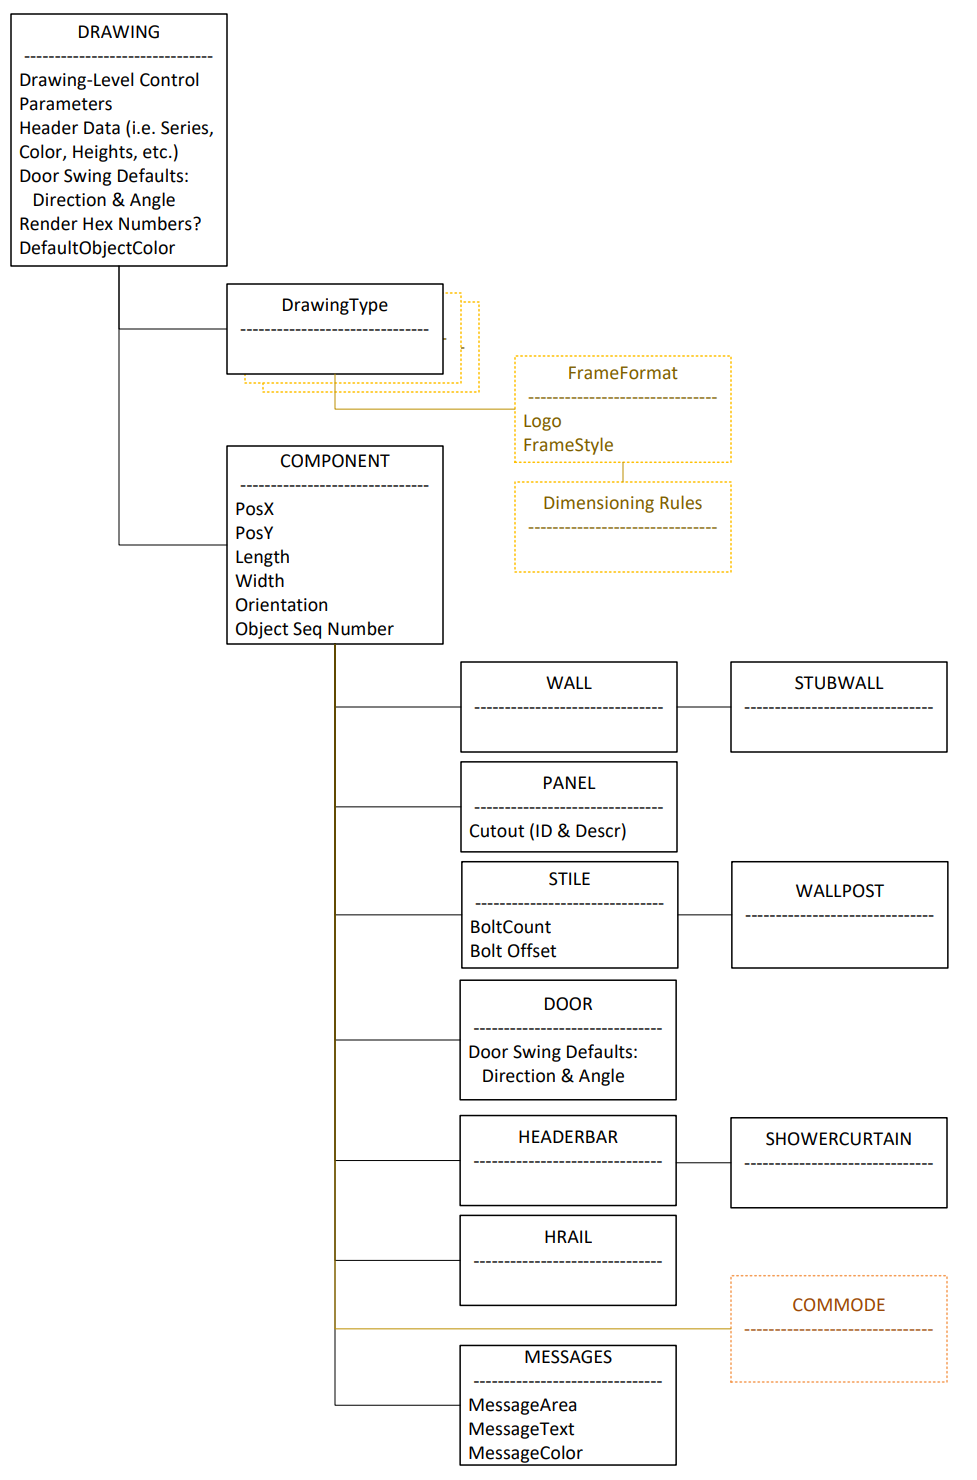 DRAWING
-------------------------------
Drawing-Level Control
Parameters
Header Data (i.e. Series,
Color, Heights, etc.)
Door Swing Defaults:
Direction & Angle
Render Hex Numbers?
DefaultObjectColor
DrawingType
-------------------------------
FrameFormat
-------------------------------
Logo
FrameStyle
Dimensioning Rules
-------------------------------
COMPONENT
-------------------------------
PosX
PosY
Length
Width
Orientation
Object Seq Number
WALL
-------------------------------
STUBWALL
-------------------------------
PANEL
-------------------------------
Cutout (ID & Descr)
STILE
-------------------------------
BoltCount
Bolt Offset
WALLPOST
-------------------------------
DOOR
-------------------------------
Door Swing Defaults:
Direction & Angle
HEADERBAR
-------------------------------
SHOWERCURTAIN
-------------------------------
HRAIL
-------------------------------
COMMODE
-------------------------------
MESSAGES
-------------------------------
MessageArea
MessageText
MessageColor